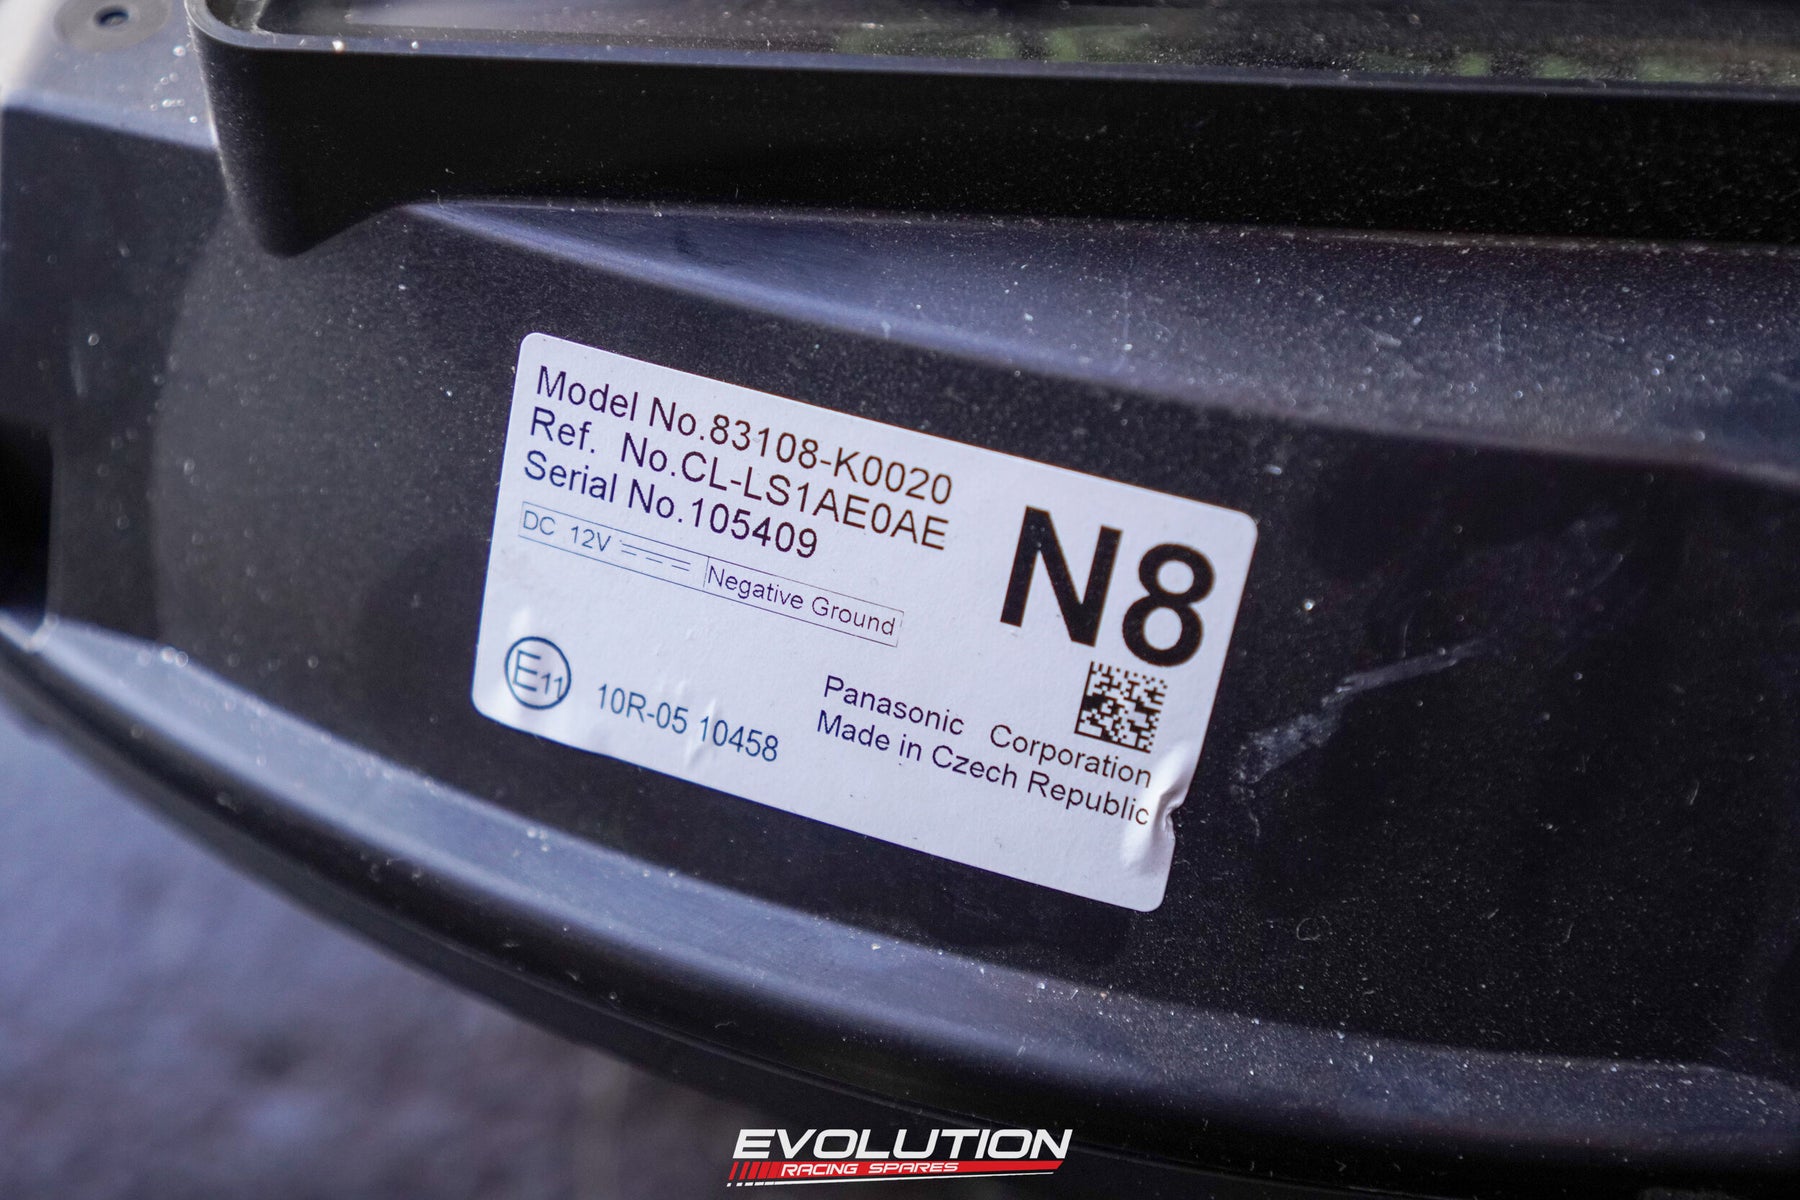 Model No.83108-K0020
Ref. No.CL-LS1AE0AE
Serial No.105409
DC 12V
Negative Ground
N8
E11
10R-05 10458
Panasonic Corporation
Made in Czech Republic
EVOLUTION
RACING SPARES